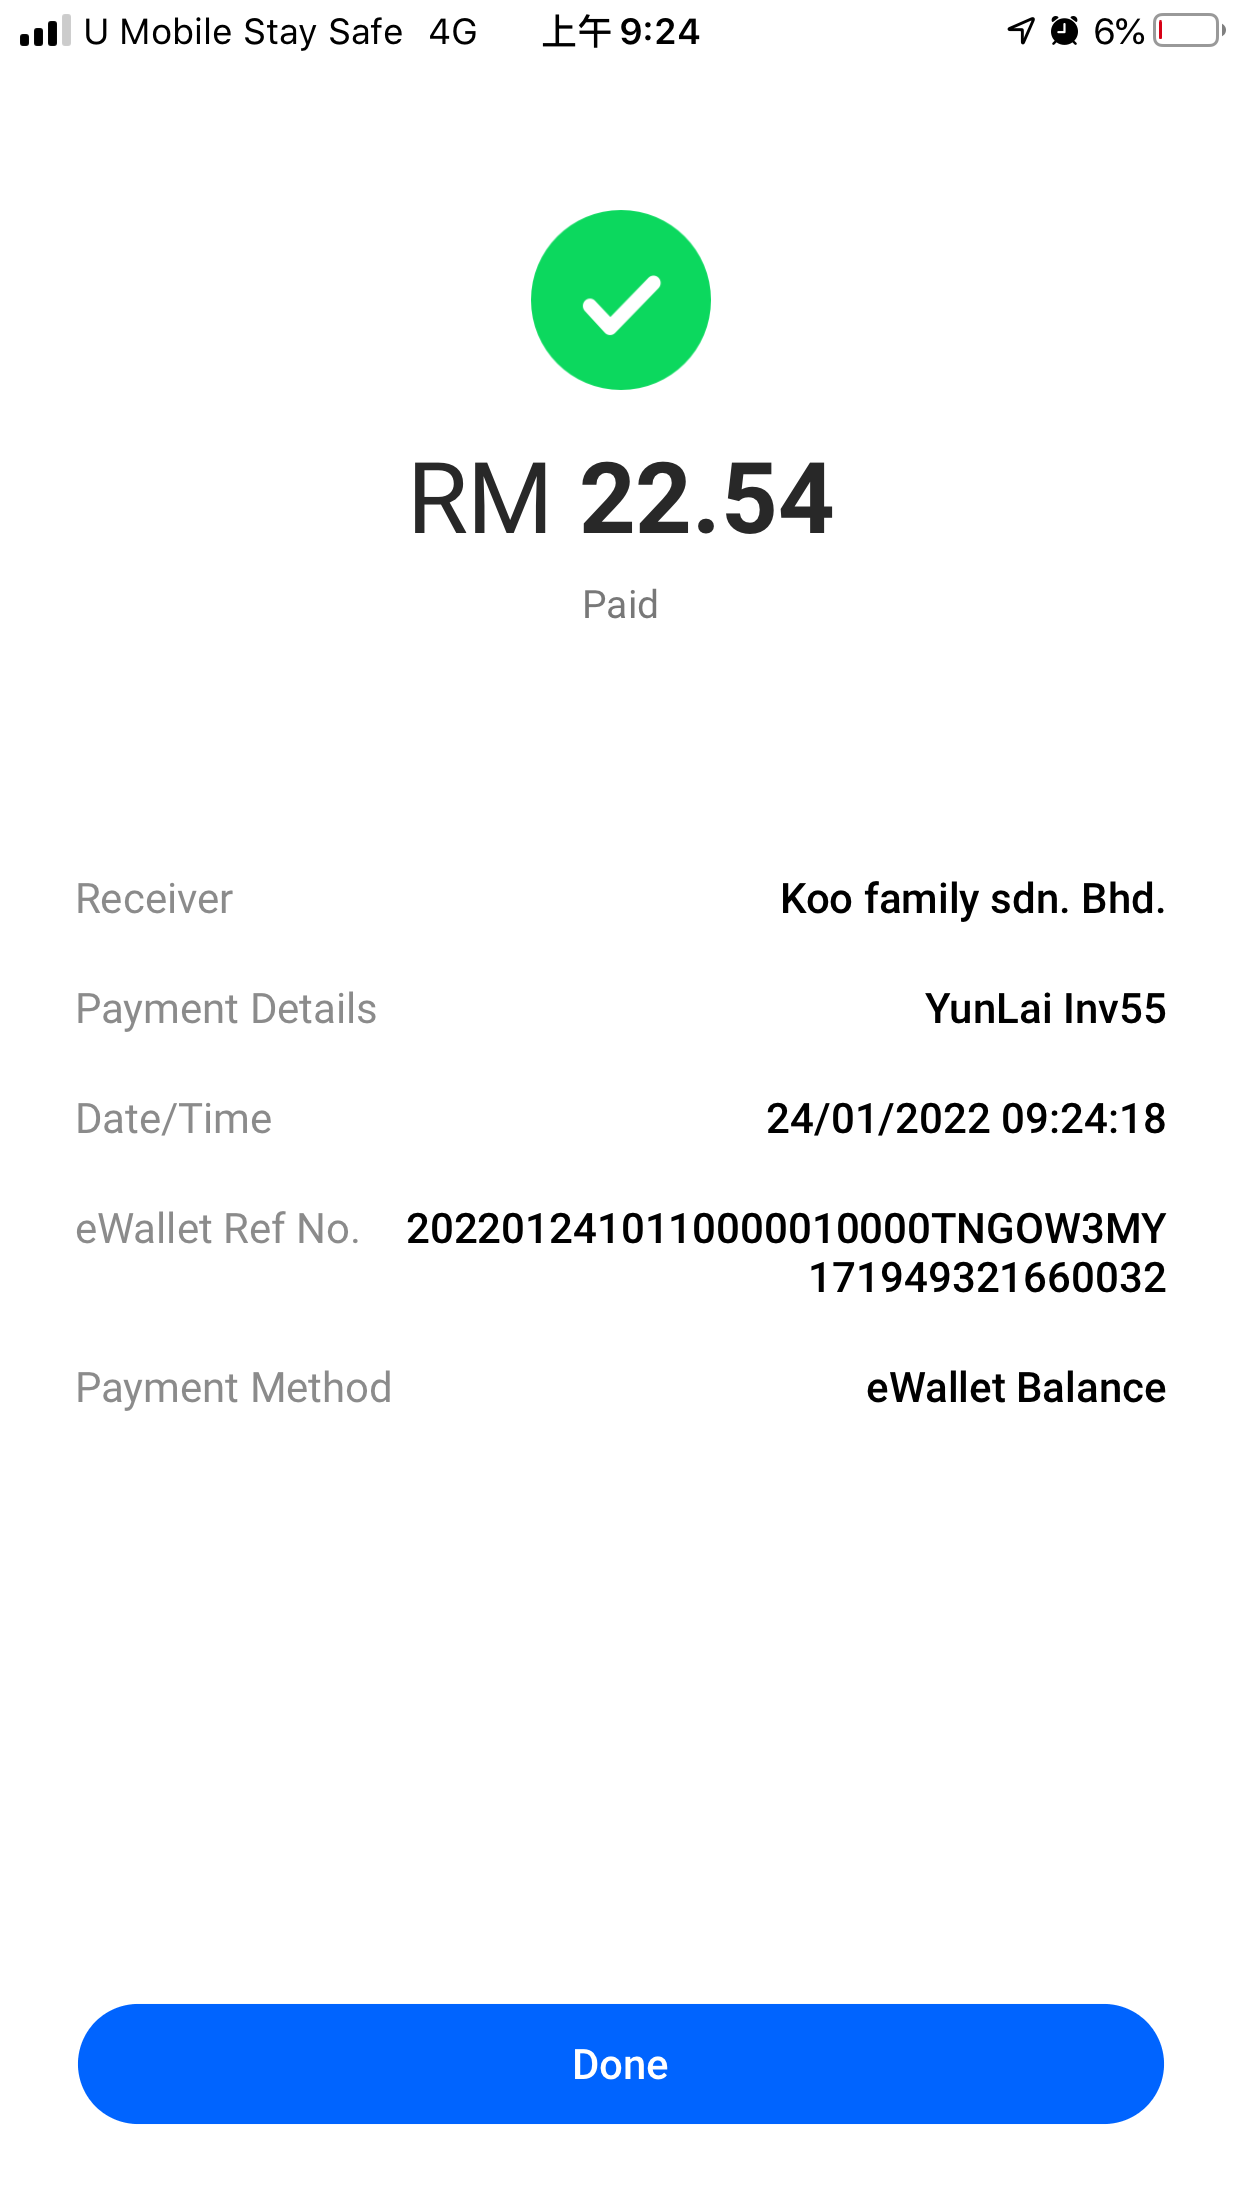 U Mobile Stay Safe 4G 上午 9:24 6%
RM 22.54
Paid
Receiver Koo family sdn. Bhd.
Payment Details YunLai Inv55
Date/Time 24/01/2022 09:24:18
eWallet Ref No. 20220124101110000010000TNGOW3MY
171949321660032
Payment Method eWallet Balance
Done